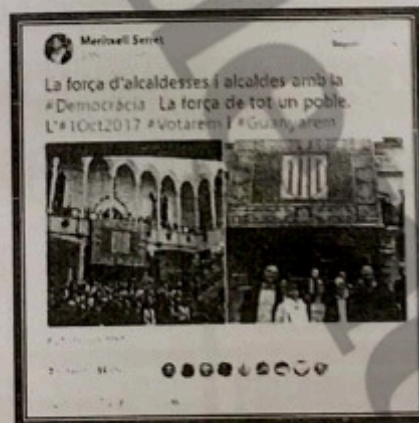 Meritxell Serret
La força d'alcaldesses i alcaldes amb la
#Democràcia La força de tot un poble.
L'#1Oct2017 #Votarem i #Guanyarem